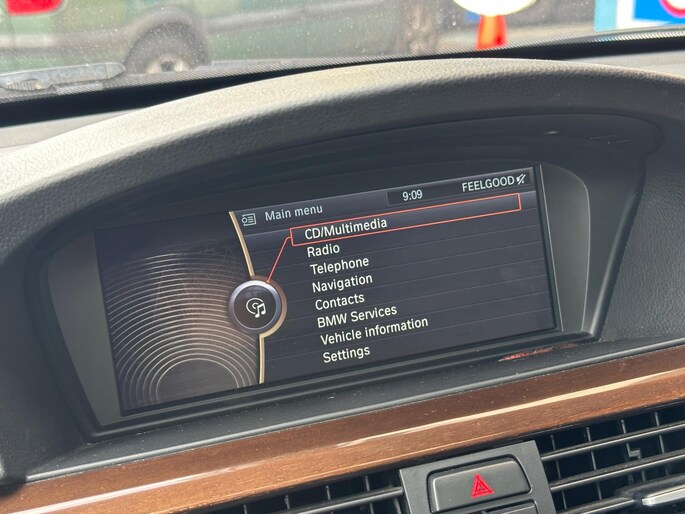 Main menu
9:09
FEELGOOD
CD/Multimedia
Radio
Telephone
Navigation
Contacts
BMW Services
Vehicle information
Settings